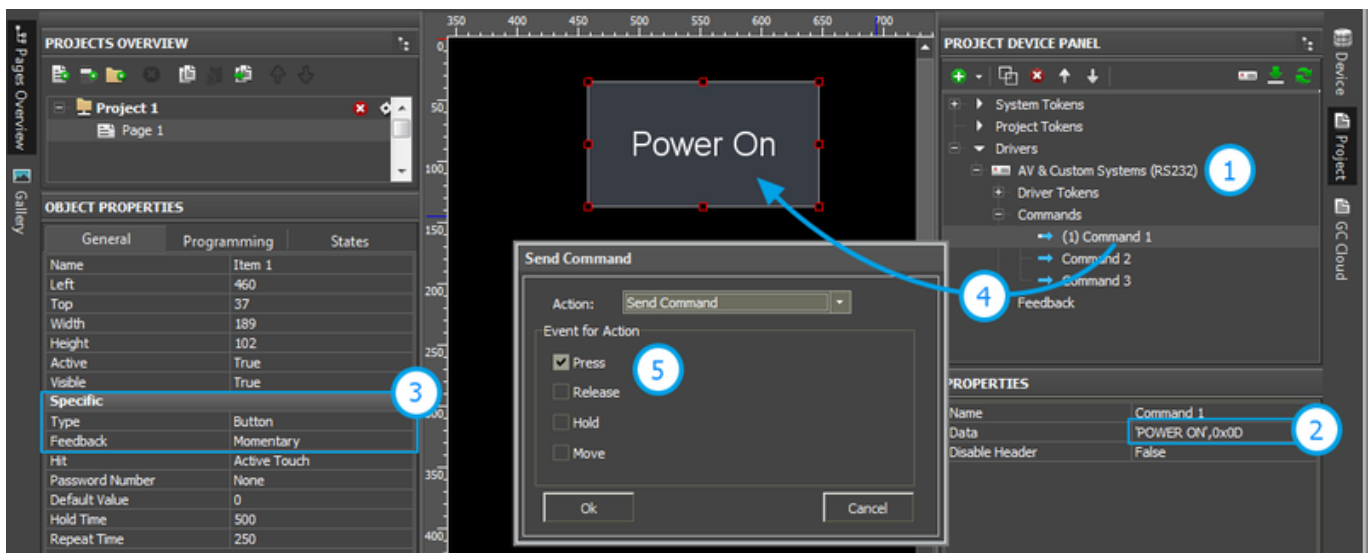 Pages Overview
Gallery
PROJECTS OVERVIEW
Project 1
Page 1
OBJECT PROPERTIES
General Programming States
Name Item 1
Left 460
Top 37
Width 189
Height 102
Active True
Visible True
Specific
Type Button
Feedback Momentary
Hit Active Touch
Password Number None
Default Value 0
Hold Time 500
Repeat Time 250
3
350 400 450 500 550 600 650 700
0
50
100
150
200
250
300
350
400
Power On
Send Command
Action: Send Command
Event for Action
Press
Release
Hold
Move
Ok Cancel
5
4
PROJECT DEVICE PANEL
System Tokens
Project Tokens
Drivers
AV & Custom Systems (RS232)
1
Driver Tokens
Commands
(1) Command 1
Command 2
Command 3
Feedback
PROPERTIES
Name Command 1
Data 'POWER ON',0x0D
2
Disable Header False
Device
Project
GC Cloud